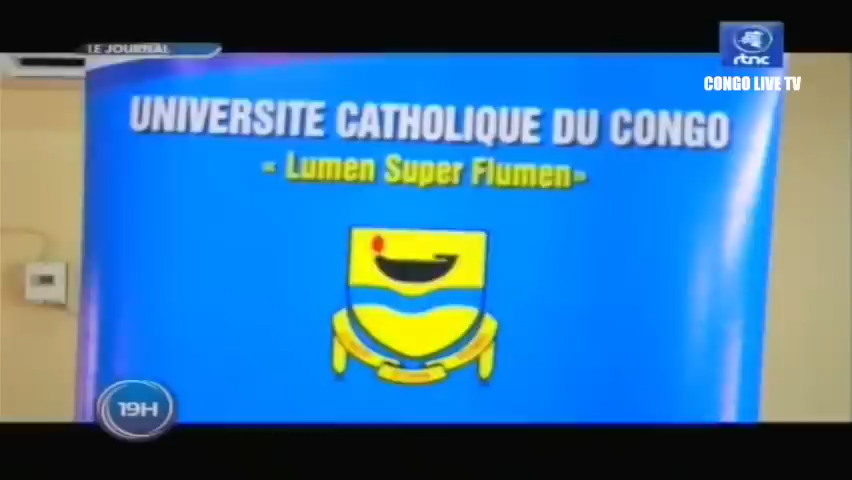 LE JOURNAL
rtnc
CONGO LIVE TV
UNIVERSITE CATHOLIQUE DU CONGO
« Lumen Super Flumen»
19H